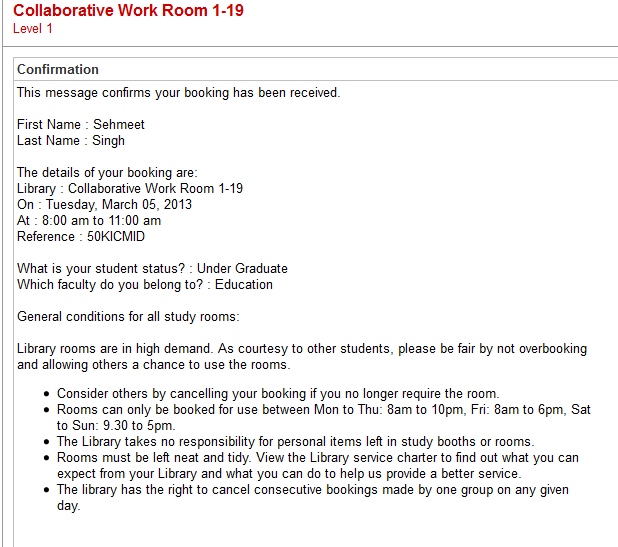 Collaborative Work Room 1-19
Level 1
Confirmation
This message confirms your booking has been received.
First Name : Sehmeet
Last Name : Singh
The details of your booking are:
Library : Collaborative Work Room 1-19
On : Tuesday, March 05, 2013
At : 8:00 am to 11:00 am
Reference : 50KICMID
What is your student status? : Under Graduate
Which faculty do you belong to? : Education
General conditions for all study rooms:
Library rooms are in high demand. As courtesy to other students, please be fair by not overbooking
and allowing others a chance to use the rooms.
• Consider others by cancelling your booking if you no longer require the room.
• Rooms can only be booked for use between Mon to Thu: 8am to 10pm, Fri: 8am to 6pm, Sat
to Sun: 9.30 to 5pm.
• The Library takes no responsibility for personal items left in study booths or rooms.
• Rooms must be left neat and tidy. View the Library service charter to find out what you can
expect from your Library and what you can do to help us provide a better service.
• The library has the right to cancel consecutive bookings made by one group on any given
day.